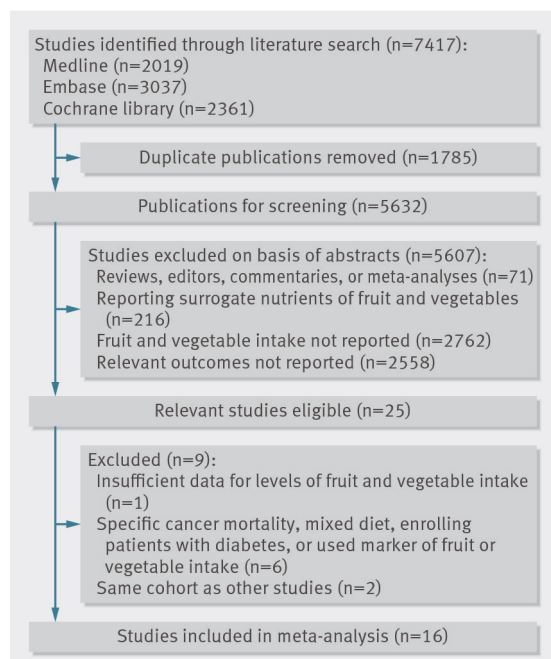 Studies identified through literature search (n=7417):
Medline (n=2019)
Embase (n=3037)
Cochrane library (n=2361)
Duplicate publications removed (n=1785)
Publications for screening (n=5632)
Studies excluded on basis of abstracts (n=5607):
Reviews, editors, commentaries, or meta-analyses (n=71)
Reporting surrogate nutrients of fruit and vegetables
(n=216)
Fruit and vegetable intake not reported (n=2762)
Relevant outcomes not reported (n=2558)
Relevant studies eligible (n=25)
Excluded (n=9):
Insufficient data for levels of fruit and vegetable intake
(n=1)
Specific cancer mortality, mixed diet, enrolling
patients with diabetes, or used marker of fruit or
vegetable intake (n=6)
Same cohort as other studies (n=2)
Studies included in meta-analysis (n=16)